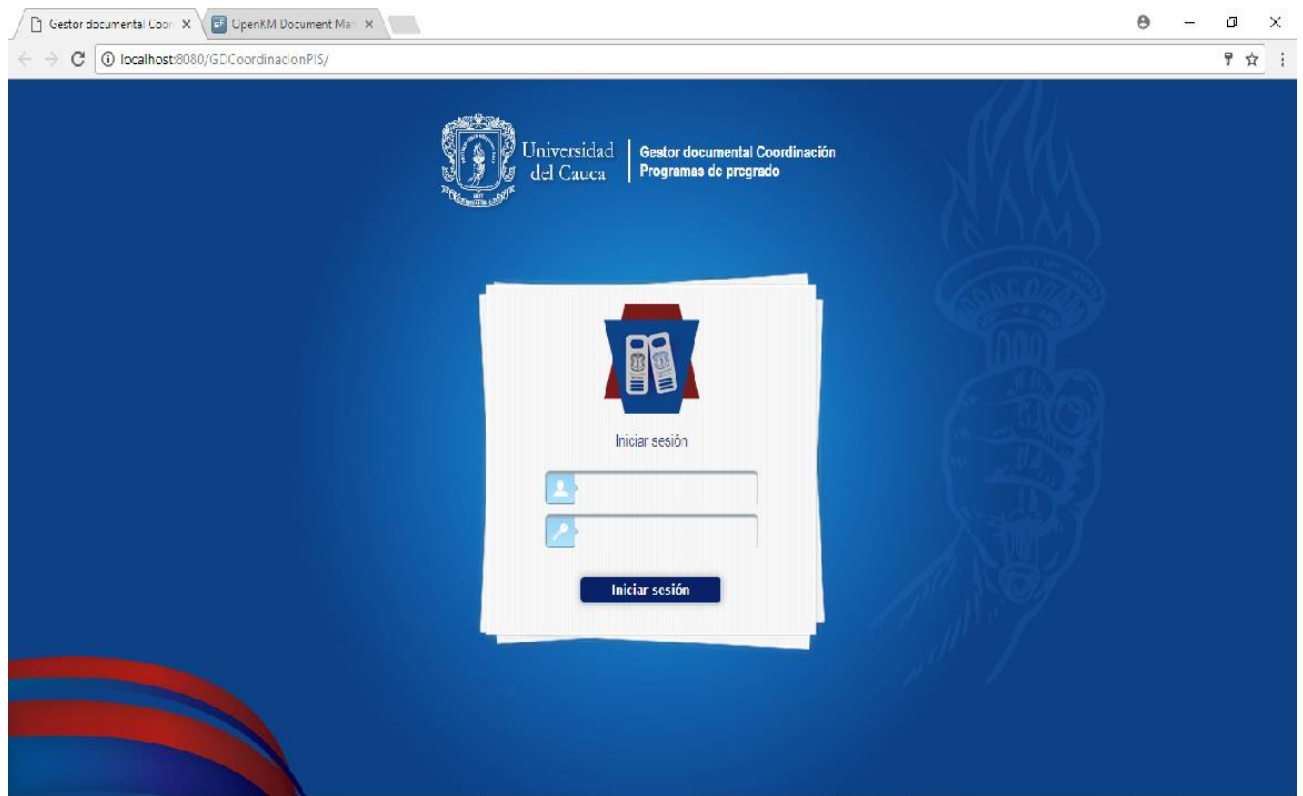 Gestor documental Coor
OpenKM Document Man
localhost:8080/GDCoordinacionPIS/
Universidad
del Cauca
Gestor documental Coordinación
Programas de pregrado
Iniciar sesión
Iniciar sesión